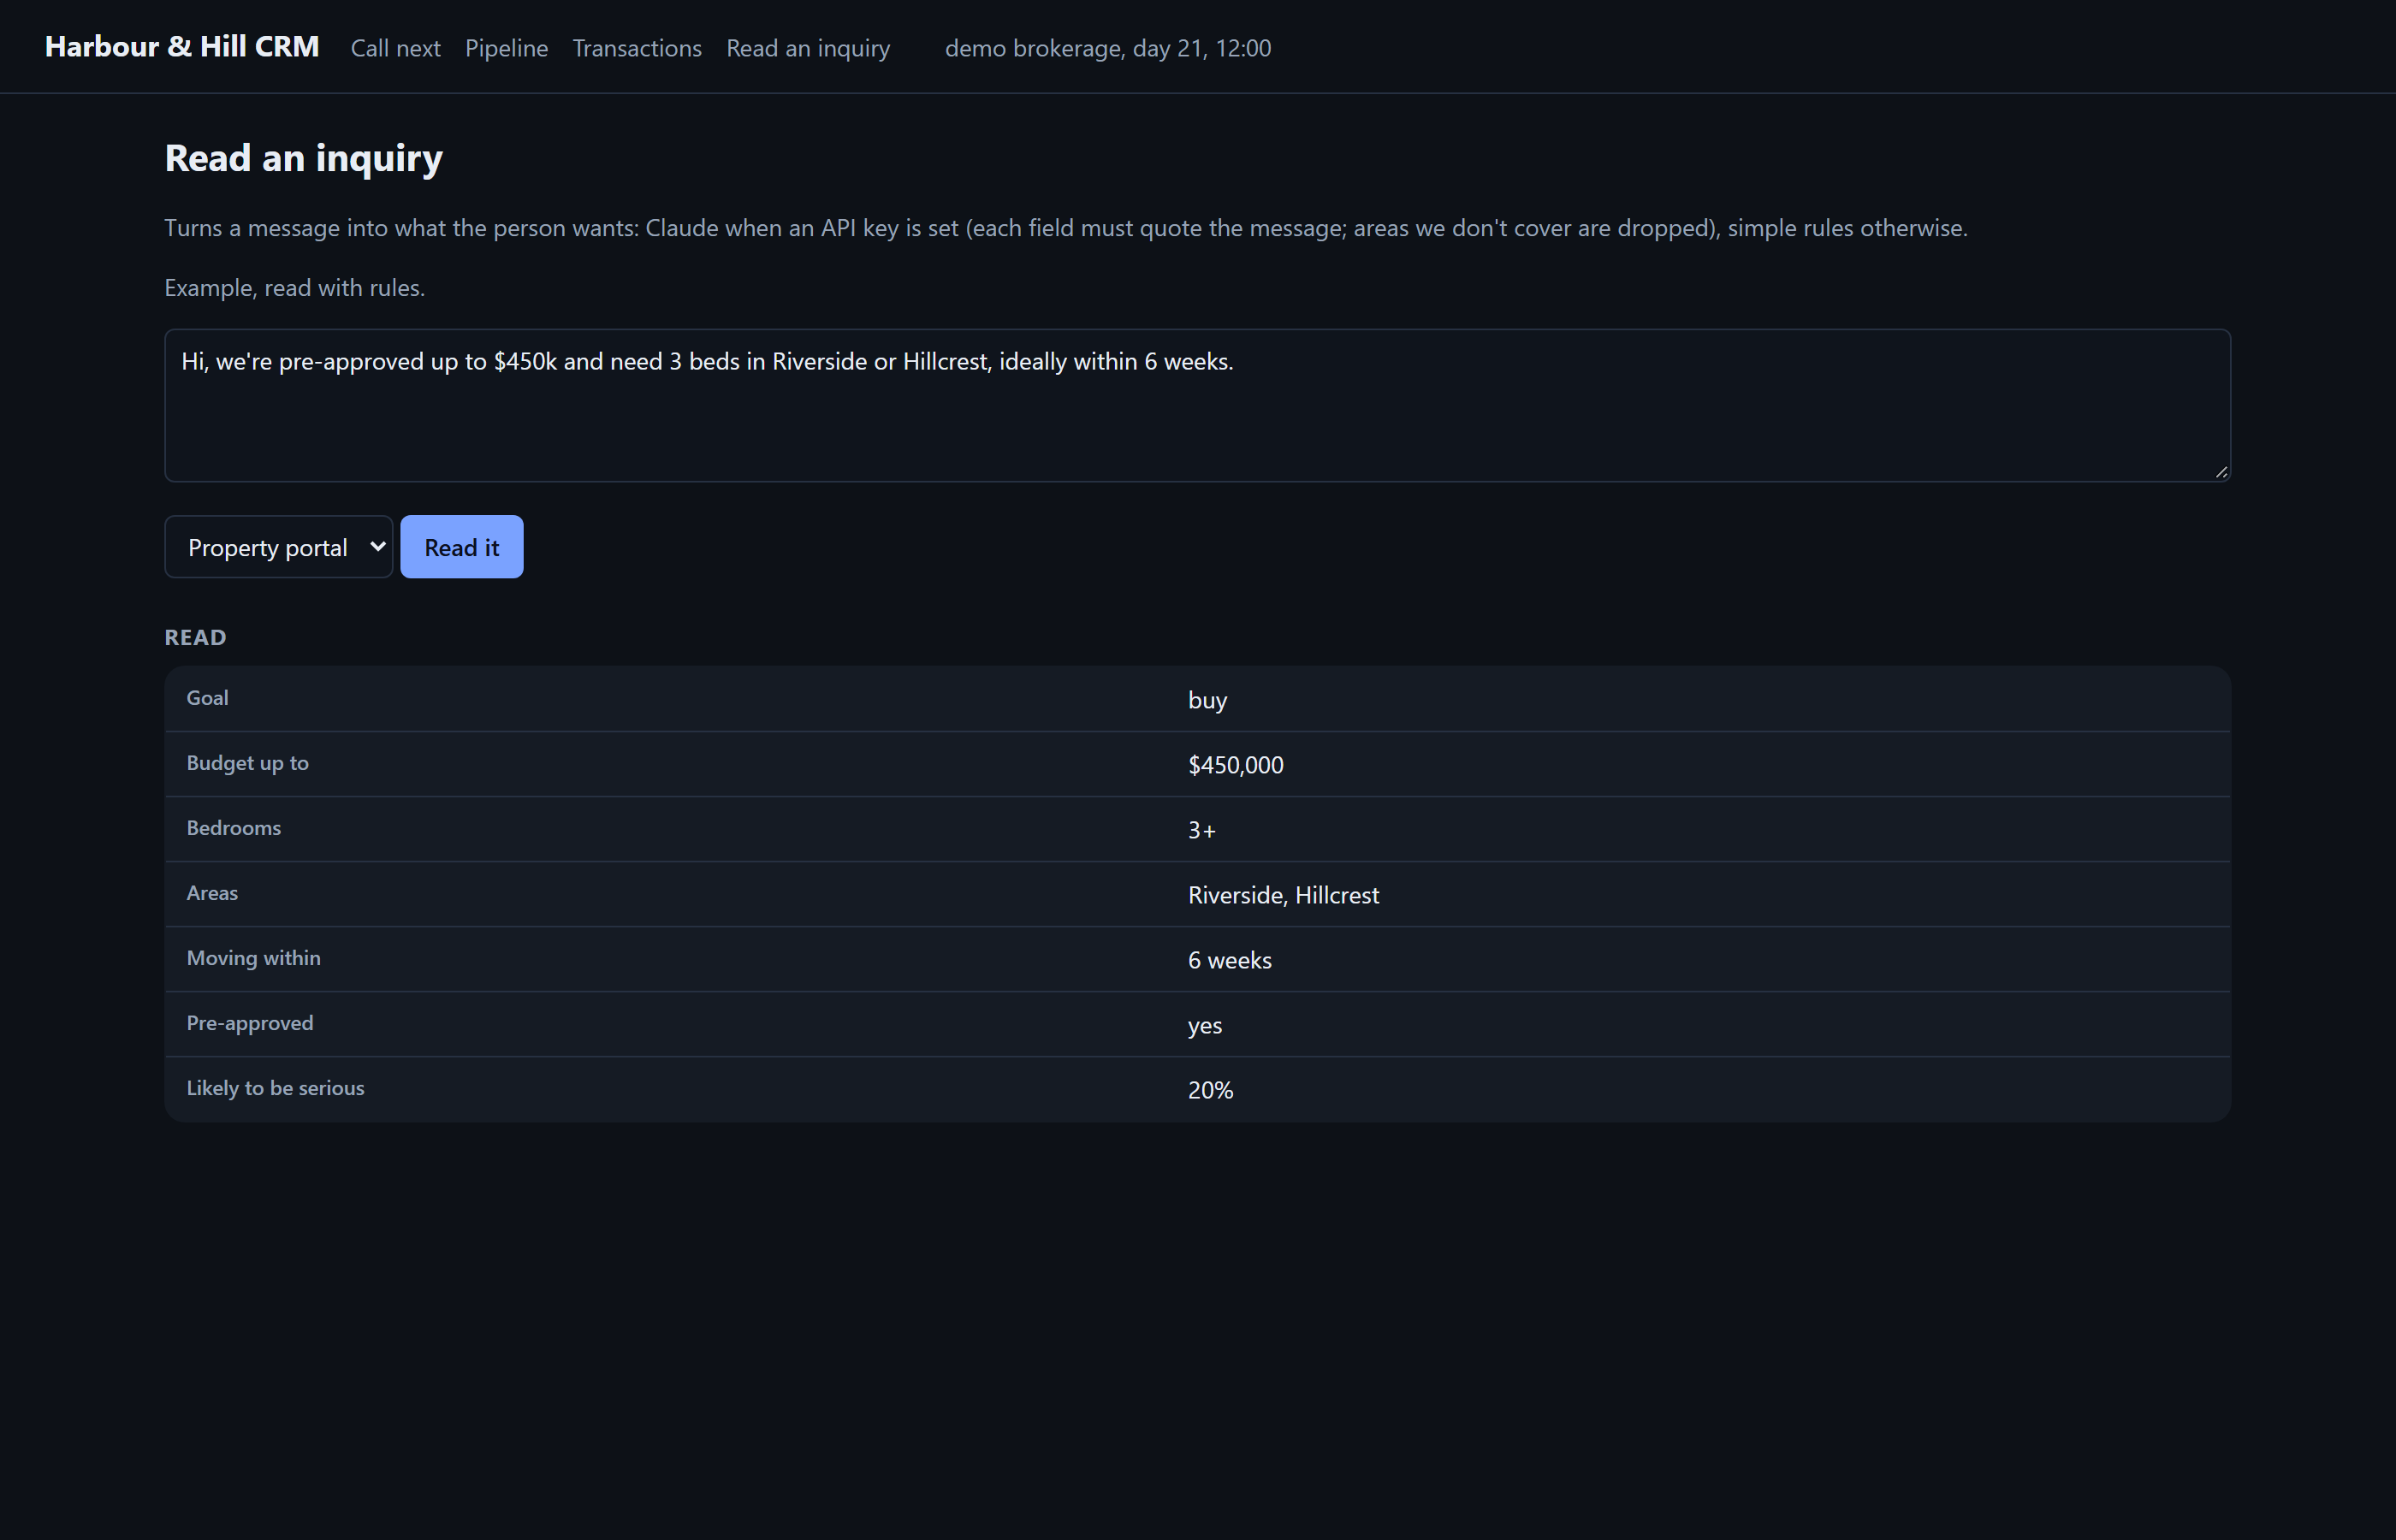 Harbour & Hill CRM Call next Pipeline Transactions Read an inquiry demo brokerage, day 21, 12:00
Read an inquiry
Turns a message into what the person wants: Claude when an API key is set (each field must quote the message; areas we don't cover are dropped), simple rules otherwise.
Example, read with rules.
Hi, we're pre-approved up to $450k and need 3 beds in Riverside or Hillcrest, ideally within 6 weeks.
Property portal Read it
READ
Goal buy
Budget up to $450,000
Bedrooms 3+
Areas Riverside, Hillcrest
Moving within 6 weeks
Pre-approved yes
Likely to be serious 20%